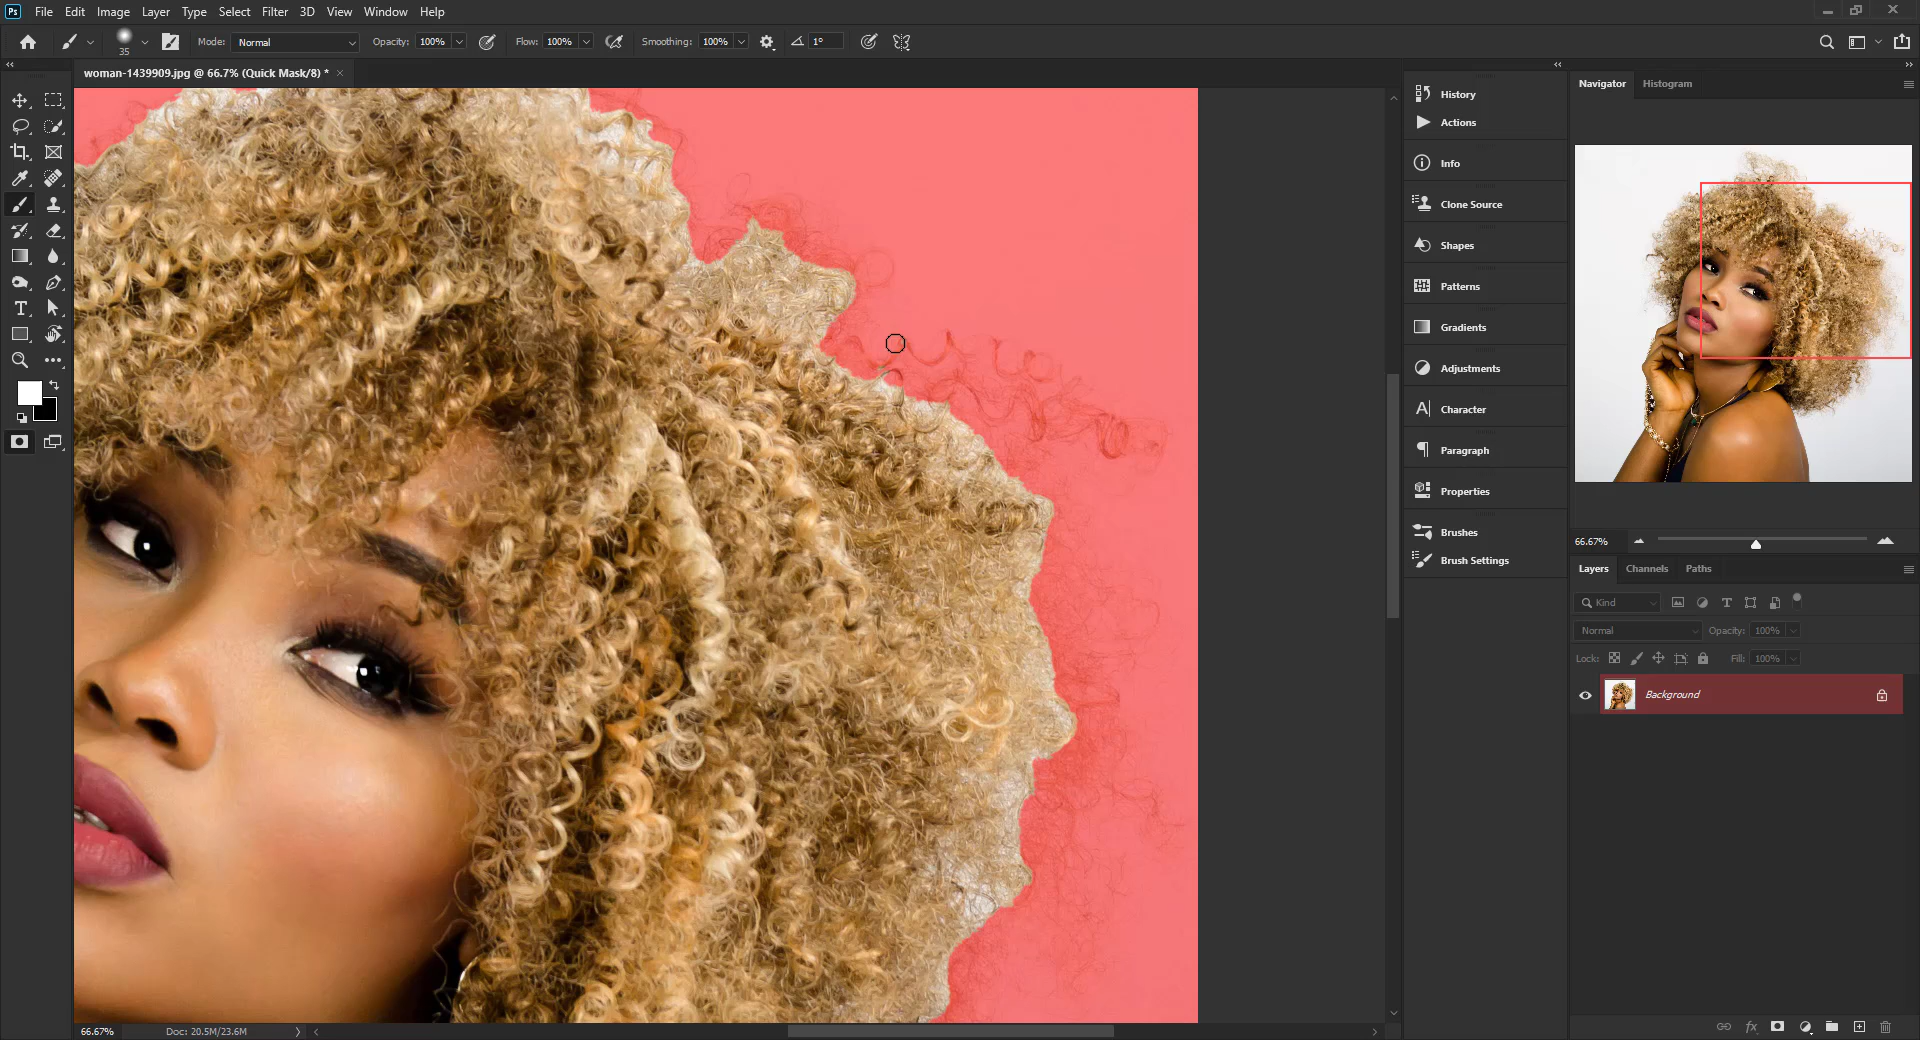 Ps File Edit Image Layer Type Select Filter 3D View Window Help
35 Mode: Normal Opacity: 100% Flow: 100% Smoothing: 100% 1°
woman-1439909.jpg @ 66.7% (Quick Mask/8) * ×
History
Actions
Info
Clone Source
Shapes
Patterns
Gradients
Adjustments
Character
Paragraph
Properties
Brushes
Brush Settings
Navigator Histogram
66.67%
Layers Channels Paths
Kind
Normal Opacity: 100%
Lock: Fill: 100%
Background
66.67% Doc: 20.5M/23.6M